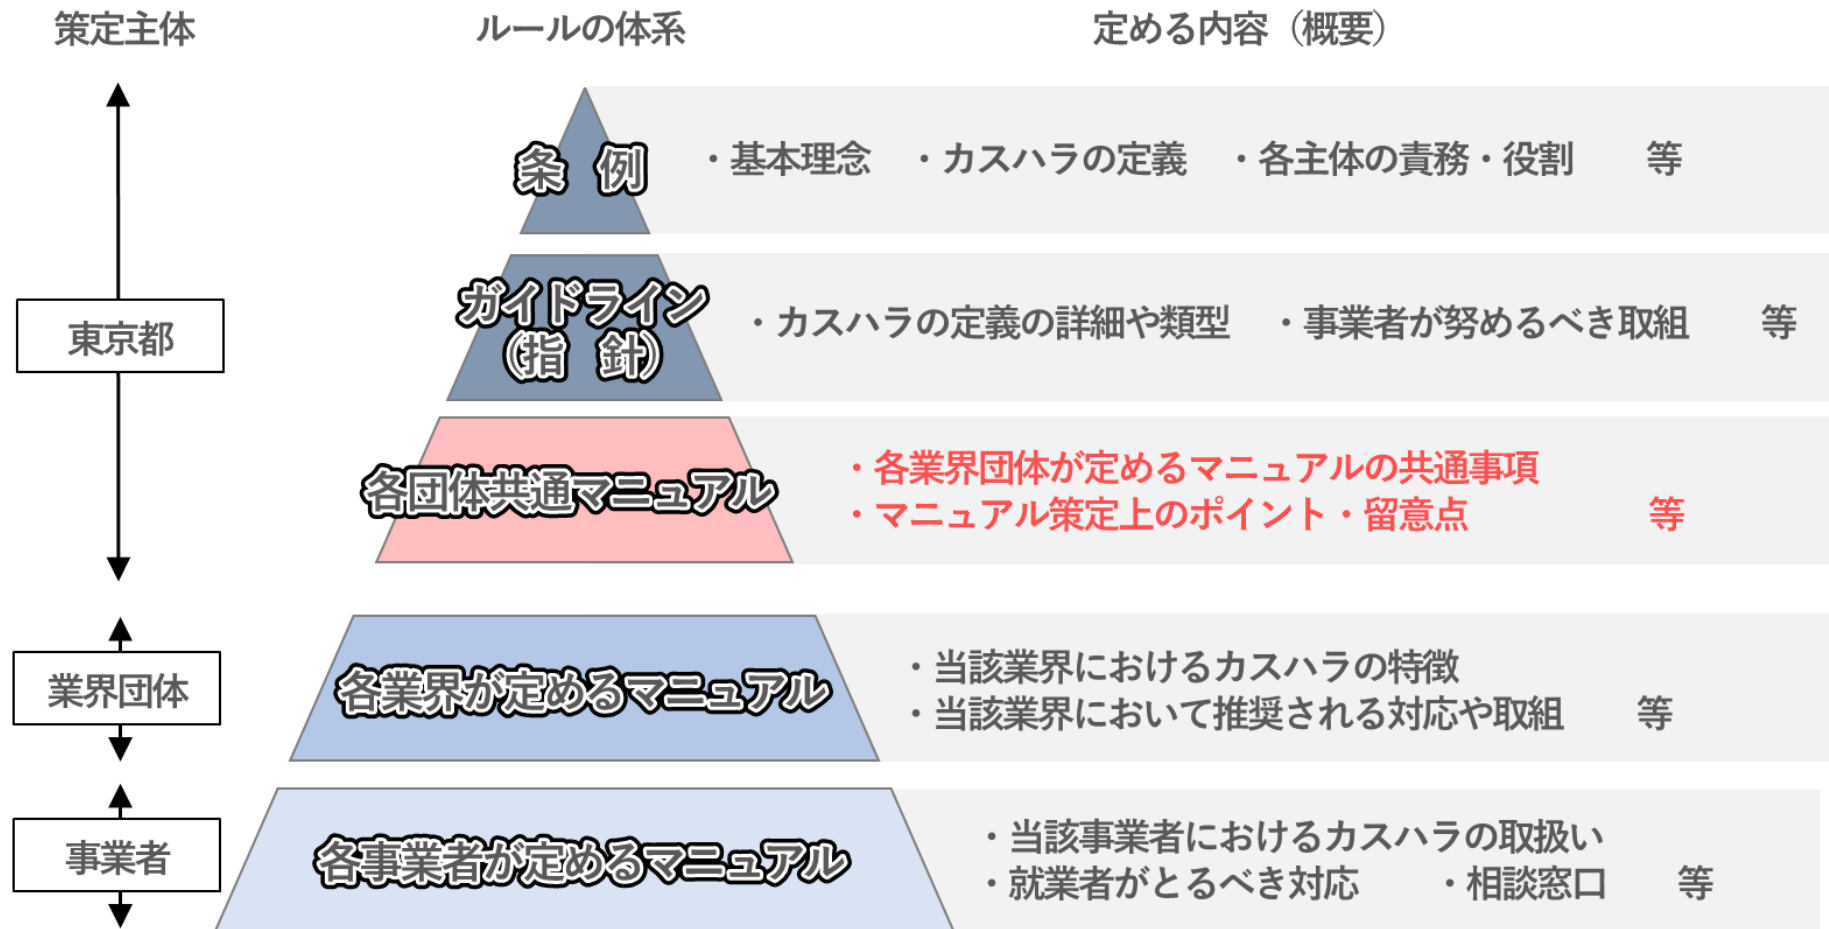 策定主体
ルールの体系
定める内容（概要）
東京都
条　例
・基本理念　・カスハラの定義　・各主体の責務・役割　　等
ガイドライン
（指　針）
・カスハラの定義の詳細や類型　・事業者が努めるべき取組　　等
各団体共通マニュアル
・各業界団体が定めるマニュアルの共通事項
・マニュアル策定上のポイント・留意点　　　　　等
業界団体
各業界が定めるマニュアル
・当該業界におけるカスハラの特徴
・当該業界において推奨される対応や取組　　等
事業者
各事業者が定めるマニュアル
・当該事業者におけるカスハラの取扱い
・就業者がとるべき対応　　・相談窓口　　等